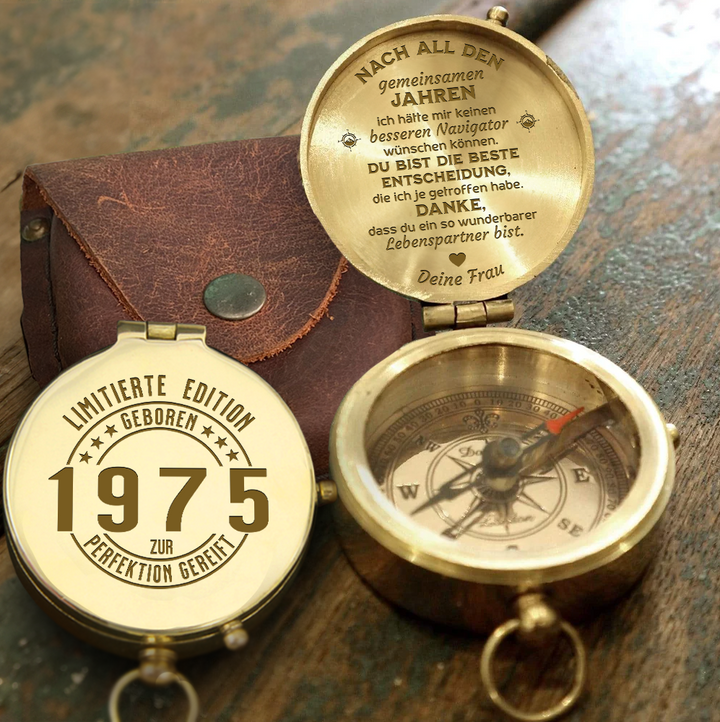 NACH ALL DEN
gemeinsamen
JAHREN
ich hätte mir keinen
besseren Navigator
wünschen können.
DU BIST DIE BESTE
ENTSCHEIDUNG,
die ich je getroffen habe.
DANKE,
dass du ein so wunderbarer
Lebenspartner bist.
Deine Frau
LIMITIERTE EDITION
GEBOREN
1975
ZUR
PERFEKTION GEREIFT
W
E
SE